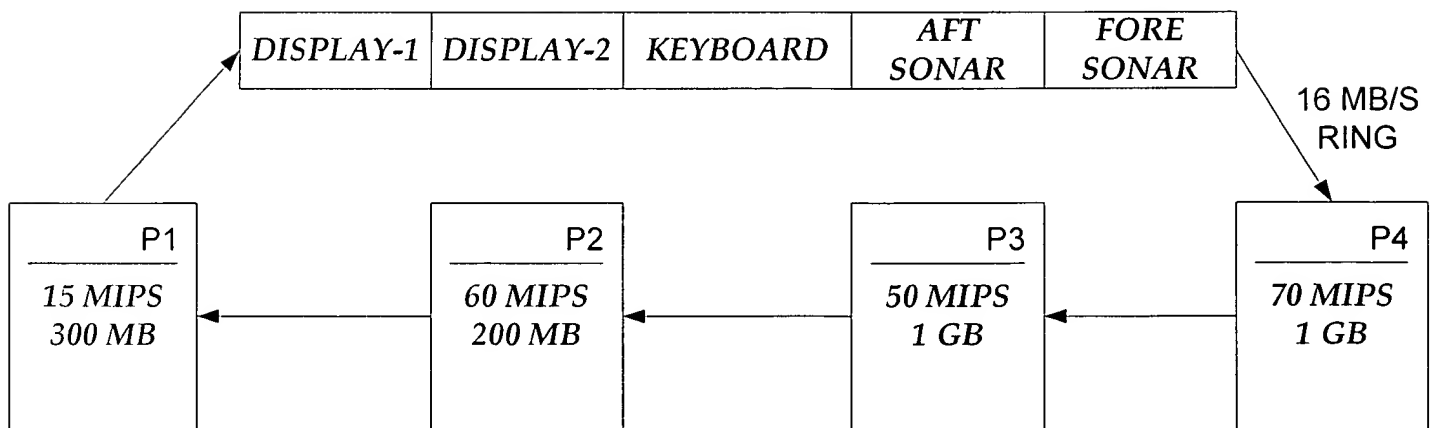 DISPLAY-1
DISPLAY-2
KEYBOARD
AFT
SONAR
FORE
SONAR
16 MB/S
RING
P1
15 MIPS
300 MB
P2
60 MIPS
200 MB
P3
50 MIPS
1 GB
P4
70 MIPS
1 GB